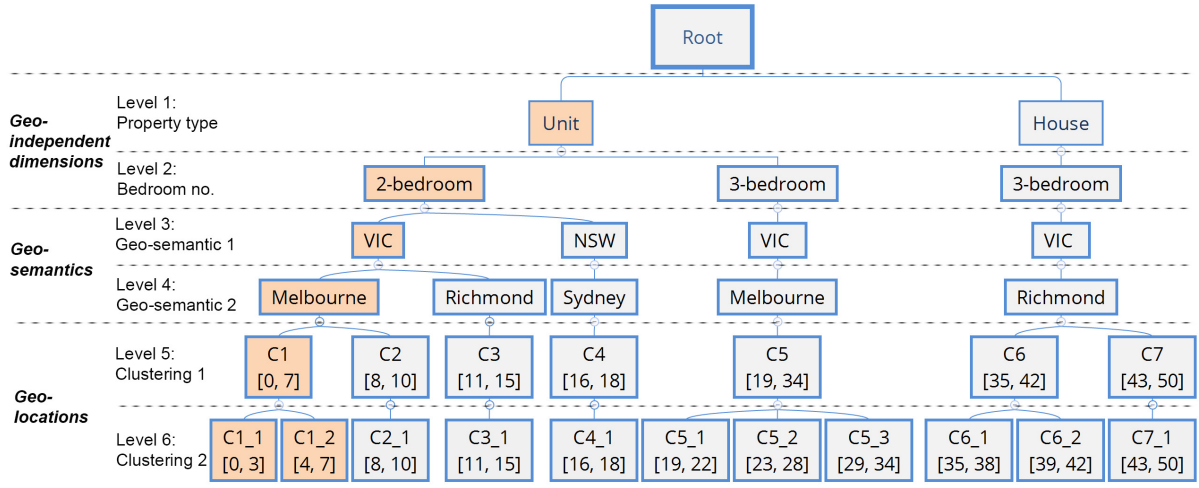 Root
Geo-
independent
dimensions
Level 1:
Property type
Unit
House
Level 2:
Bedroom no.
2-bedroom
3-bedroom
3-bedroom
Geo-
semantics
Level 3:
Geo-semantic 1
VIC
NSW
VIC
VIC
Level 4:
Geo-semantic 2
Melbourne
Richmond
Sydney
Melbourne
Richmond
Geo-
locations
Level 5:
Clustering 1
C1
[0, 7]
C2
[8, 10]
C3
[11, 15]
C4
[16, 18]
C5
[19, 34]
C6
[35, 42]
C7
[43, 50]
Level 6:
Clustering 2
C1_1
[0, 3]
C1_2
[4, 7]
C2_1
[8, 10]
C3_1
[11, 15]
C4_1
[16, 18]
C5_1
[19, 22]
C5_2
[23, 28]
C5_3
[29, 34]
C6_1
[35, 38]
C6_2
[39, 42]
C7_1
[43, 50]